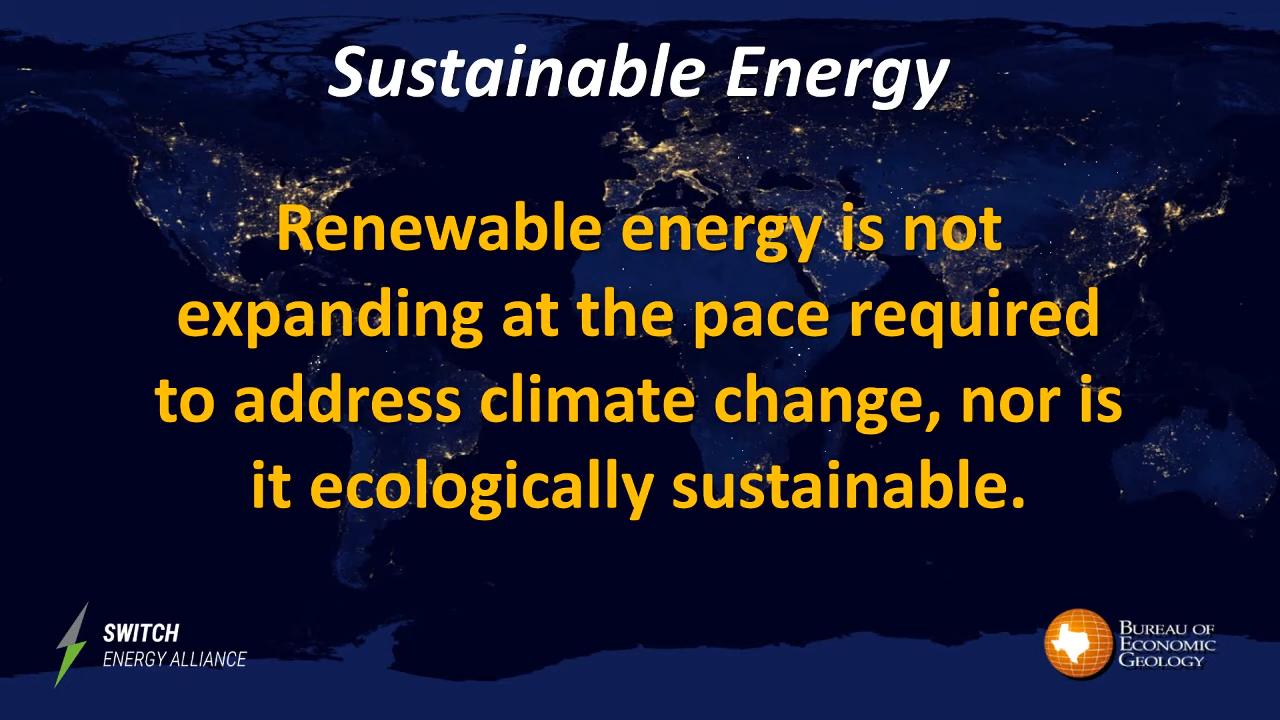 Sustainable Energy
Renewable energy is not
expanding at the pace required
to address climate change, nor is
it ecologically sustainable.
SWITCH
ENERGY ALLIANCE
BUREAU OF
ECONOMIC
GEOLOGY